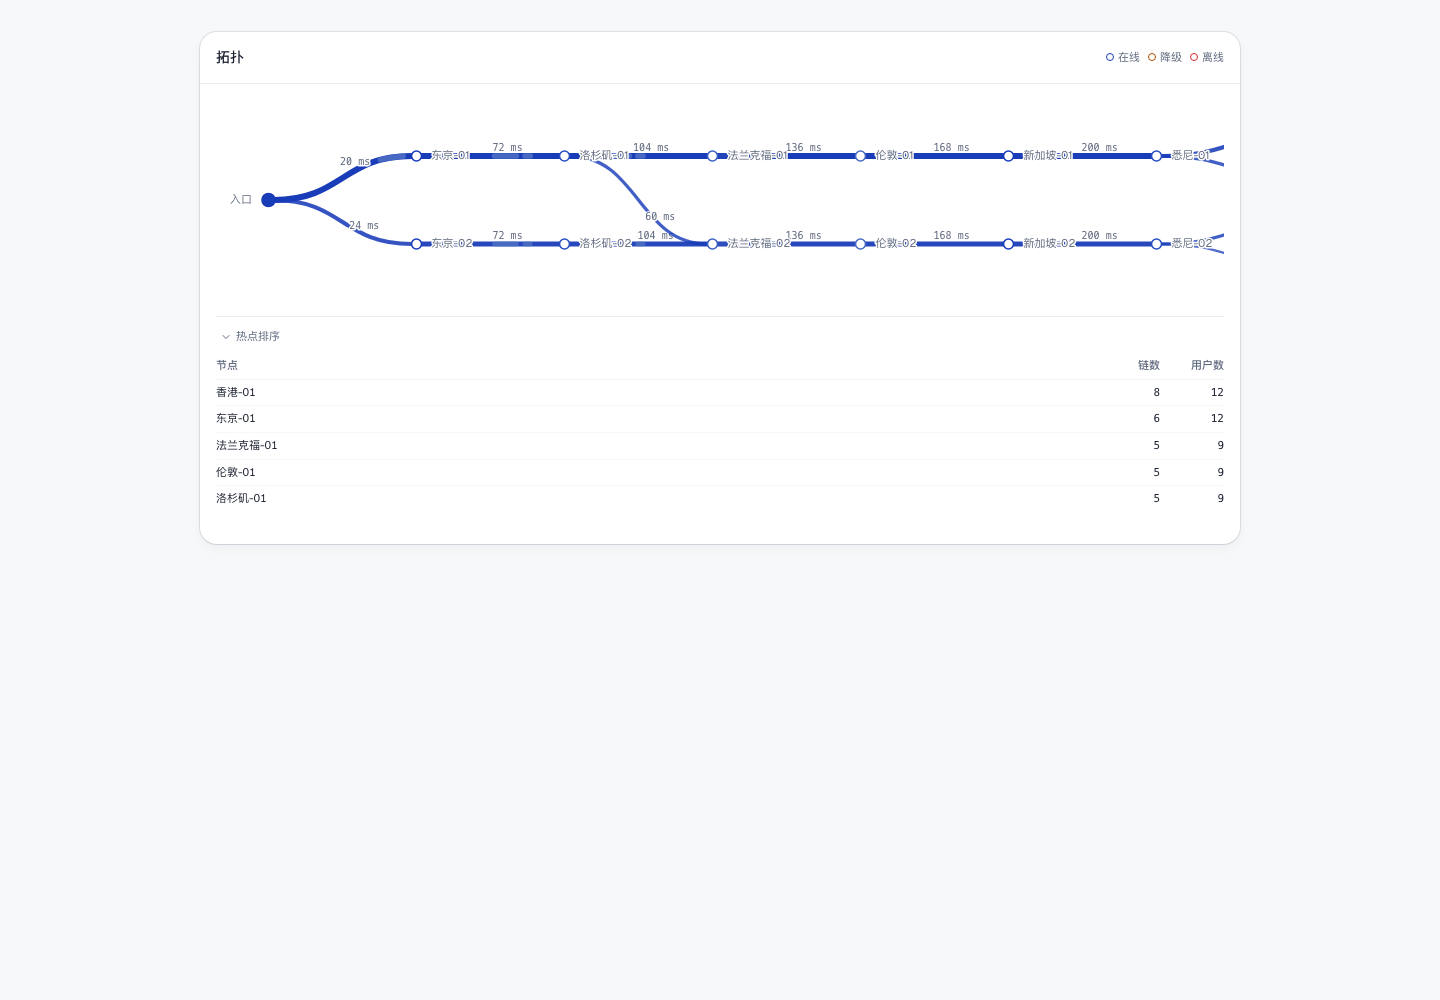 拓扑
在线 降级 离线
20 ms 72 ms 104 ms 136 ms 168 ms 200 ms
东京-01 洛杉矶-01 法兰克福-01 伦敦-01 新加坡-01 悉尼-01
入口
60 ms
24 ms
72 ms 104 ms 136 ms 168 ms 200 ms
东京-02 洛杉矶-02 法兰克福-02 伦敦-02 新加坡-02 悉尼-02
热点排序
节点 链数 用户数
香港-01 8 12
东京-01 6 12
法兰克福-01 5 9
伦敦-01 5 9
洛杉矶-01 5 9